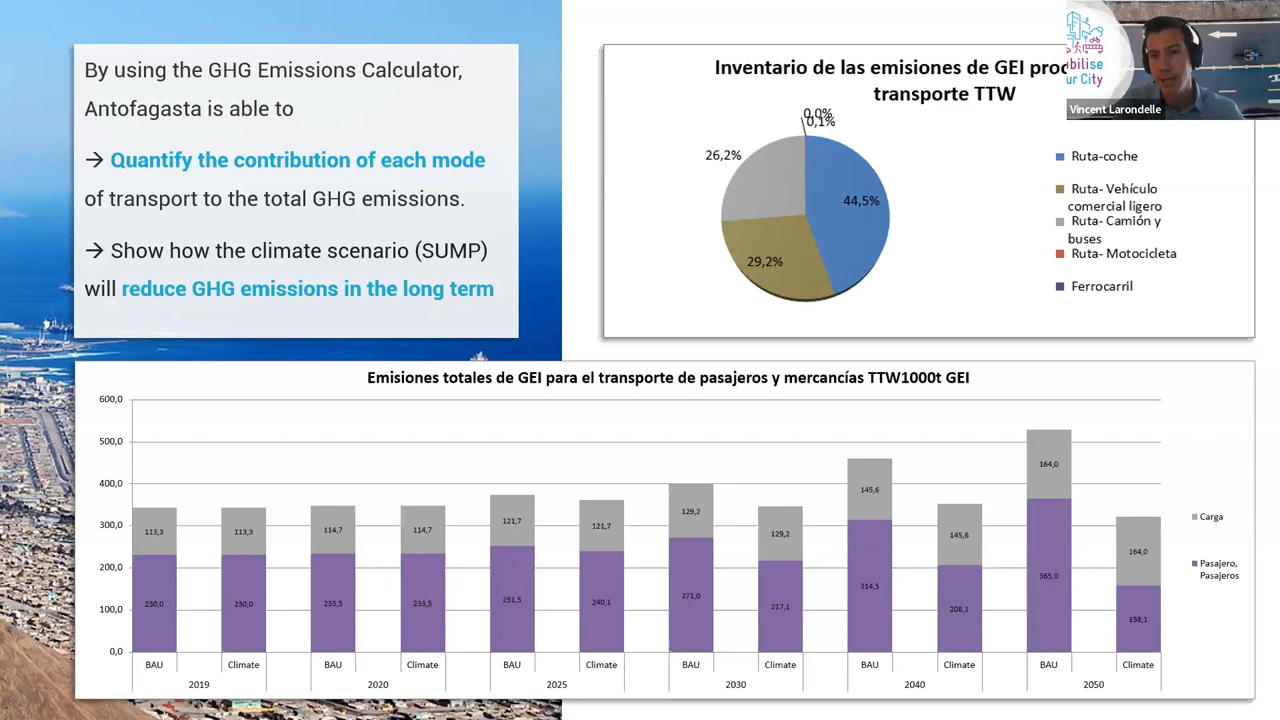 By using the GHG Emissions Calculator,
Antofagasta is able to
→ Quantify the contribution of each mode
of transport to the total GHG emissions.
→ Show how the climate scenario (SUMP)
will reduce GHG emissions in the long term
Inventario de las emisiones de GEI
transporte TTW
0,0%
0,1%
26,2%
44,5%
29,2%
Ruta-coche
Ruta- Vehículo
comercial ligero
Ruta- Camión y
buses
Ruta- Motocicleta
Ferrocarril
bilise
ur City
Vincent Larondelle
Emisiones totales de GEI para el transporte de pasajeros y mercancías TTW1000t GEI
600,0
500,0
400,0
300,0
200,0
100,0
0,0
113,3 113,3 114,7 114,7 121,7 121,7 129,2 129,2 145,6 145,6 164,0 164,0
230,0 230,0 233,5 233,5 251,5 240,1 271,0 217,1 314,5 206,1 365,0 158,1
BAU Climate BAU Climate BAU Climate BAU Climate BAU Climate BAU Climate
2019 2020 2025 2030 2040 2050
Carga
Pasajero,
Pasajeros